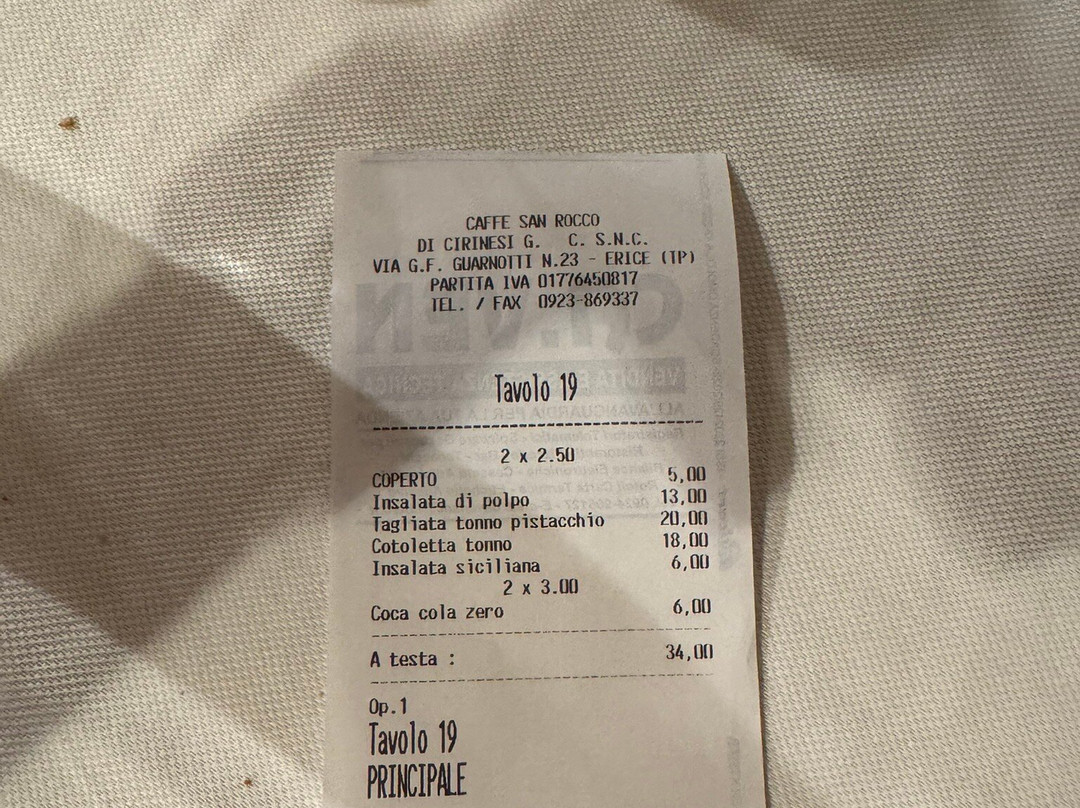 CAFFE SAN ROCCO
DI CIRINESI G. C. S.N.C.
VIA G.F. GUARNOTTI N.23 - ERICE (TP)
PARTITA IVA 01776450817
TEL. / FAX 0923-869337
Tavolo 19
2 x 2.50
COPERTO 5,00
Insalata di polpo 13,00
Tagliata tonno pistacchio 20,00
Cotoletta tonno 18,00
Insalata siciliana 6,00
2 x 3.00
Coca cola zero 6,00
A testa : 34,00
Op.1
Tavolo 19
PRINCIPALE